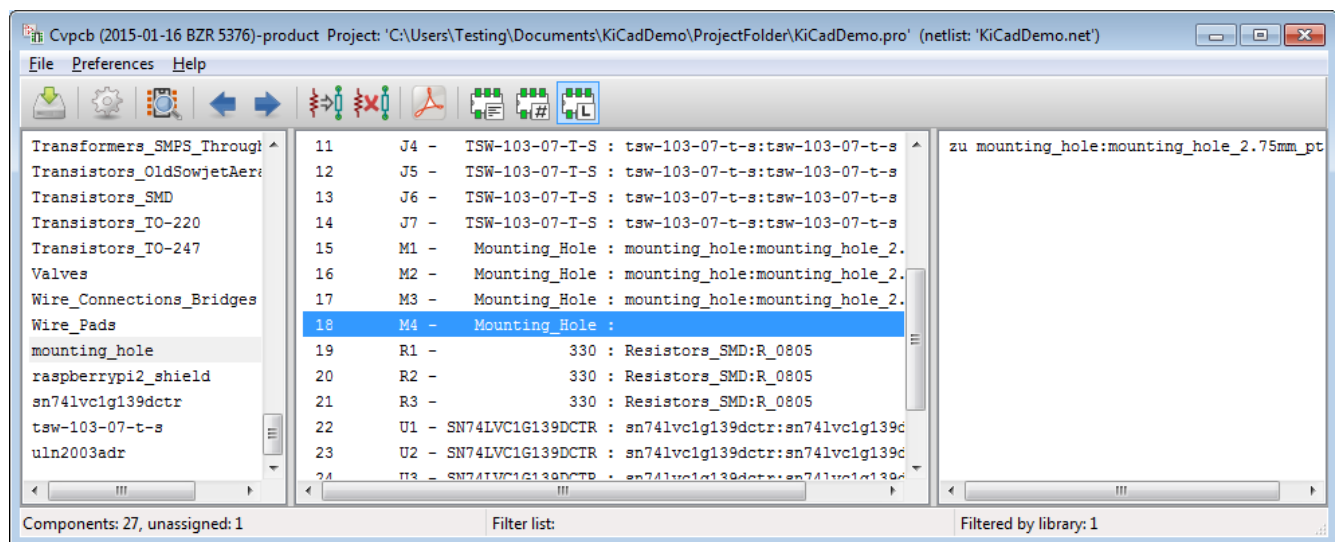 Cvpcb (2015-01-16 BZR 5376)-product Project: 'C:\Users\Testing\Documents\KiCadDemo\ProjectFolder\KiCadDemo.pro' (netlist: 'KiCadDemo.net')
File Preferences Help
Transformers_SMPS_Through
Transistors_OldSowjetAera
Transistors_SMD
Transistors_TO-220
Transistors_TO-247
Valves
Wire_Connections_Bridges
Wire_Pads
mounting_hole
raspberrypi2_shield
sn74lvc1g139dctr
tsw-103-07-t-s
uln2003adr
11 J4 - TSW-103-07-T-S : tsw-103-07-t-s:tsw-103-07-t-s
12 J5 - TSW-103-07-T-S : tsw-103-07-t-s:tsw-103-07-t-s
13 J6 - TSW-103-07-T-S : tsw-103-07-t-s:tsw-103-07-t-s
14 J7 - TSW-103-07-T-S : tsw-103-07-t-s:tsw-103-07-t-s
15 M1 - Mounting_Hole : mounting_hole:mounting_hole_2.
16 M2 - Mounting_Hole : mounting_hole:mounting_hole_2.
17 M3 - Mounting_Hole : mounting_hole:mounting_hole_2.
18 M4 - Mounting_Hole :
19 R1 - 330 : Resistors_SMD:R_0805
20 R2 - 330 : Resistors_SMD:R_0805
21 R3 - 330 : Resistors_SMD:R_0805
22 U1 - SN74LVC1G139DCTR : sn74lvc1g139dctr:sn74lvc1g139d
23 U2 - SN74LVC1G139DCTR : sn74lvc1g139dctr:sn74lvc1g139d
24 U3 - SN74LVC1G139DCTR : sn74lvc1g139dctr:sn74lvc1g139d
zu mounting_hole:mounting_hole_2.75mm_pt
Components: 27, unassigned: 1
Filter list:
Filtered by library: 1